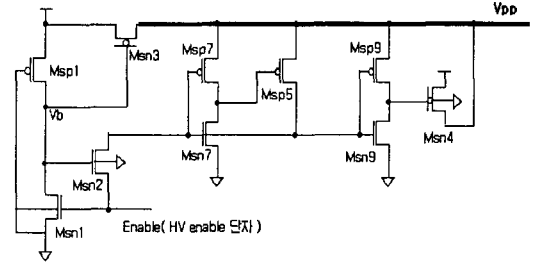 VPP
Msp1
Msn3
Msp7
Msp5
Msp9
Vb
Msn4
Msn2
Msn7
Msn9
Msn1
Enable( HV enable 단자 )